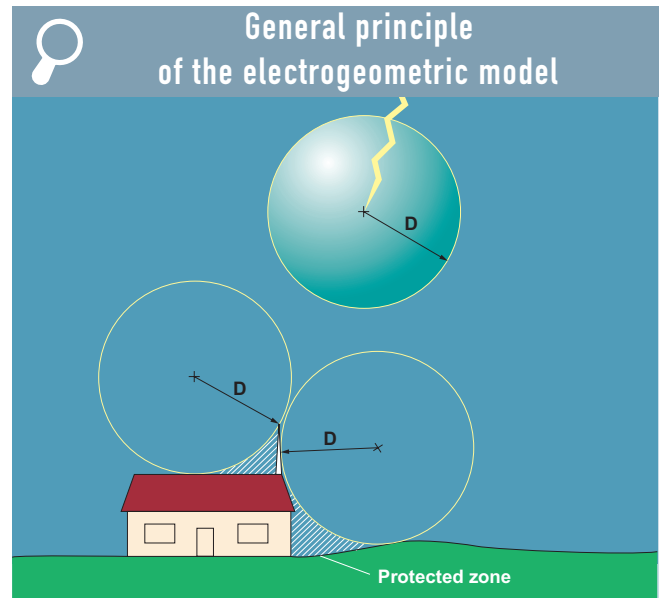 General principle
of the electrogeometric model
D
D
D
Protected zone